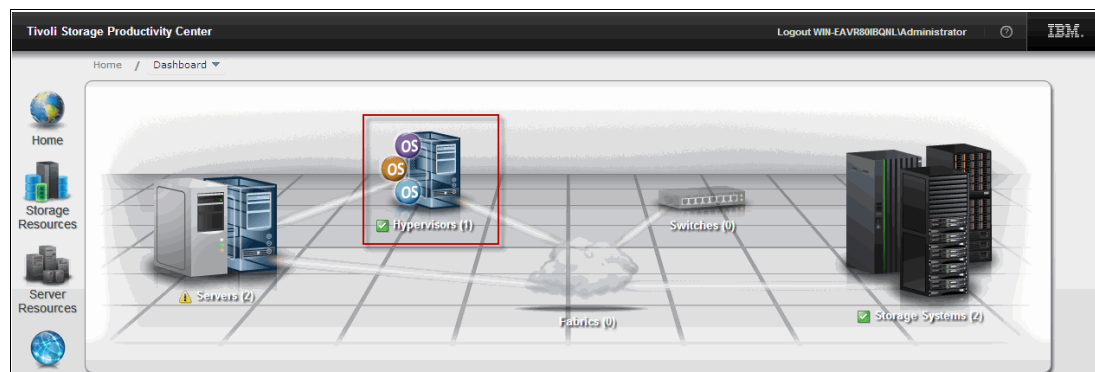 Tivoli Storage Productivity Center
Logout WIN-EAVR80IBQNL\Administrator
?
IBM.
Home / Dashboard
Home
Storage
Resources
Server
Resources
OS
OS
OS
Hypervisors (1)
Switches (0)
Servers (2)
Fabrics (0)
Storage Systems (2)